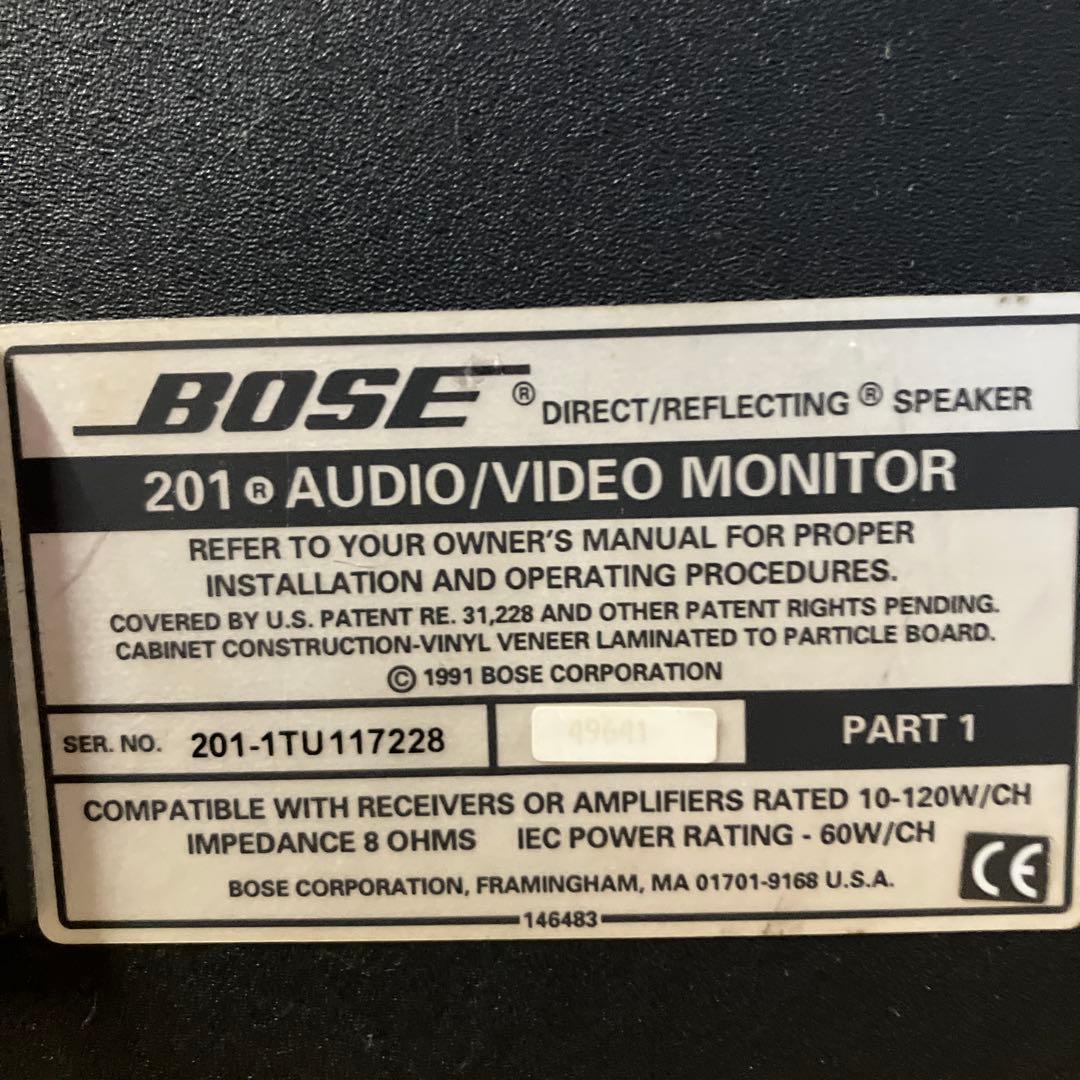 BOSE® DIRECT/REFLECTING® SPEAKER
201® AUDIO/VIDEO MONITOR
REFER TO YOUR OWNER'S MANUAL FOR PROPER
INSTALLATION AND OPERATING PROCEDURES.
COVERED BY U.S. PATENT RE. 31,228 AND OTHER PATENT RIGHTS PENDING.
CABINET CONSTRUCTION-VINYL VENEER LAMINATED TO PARTICLE BOARD.
© 1991 BOSE CORPORATION
SER. NO. 201-1TU117228 49641 PART 1
COMPATIBLE WITH RECEIVERS OR AMPLIFIERS RATED 10-120W/CH
IMPEDANCE 8 OHMS IEC POWER RATING - 60W/CH
CE
BOSE CORPORATION, FRAMINGHAM, MA 01701-9168 U.S.A.
146483